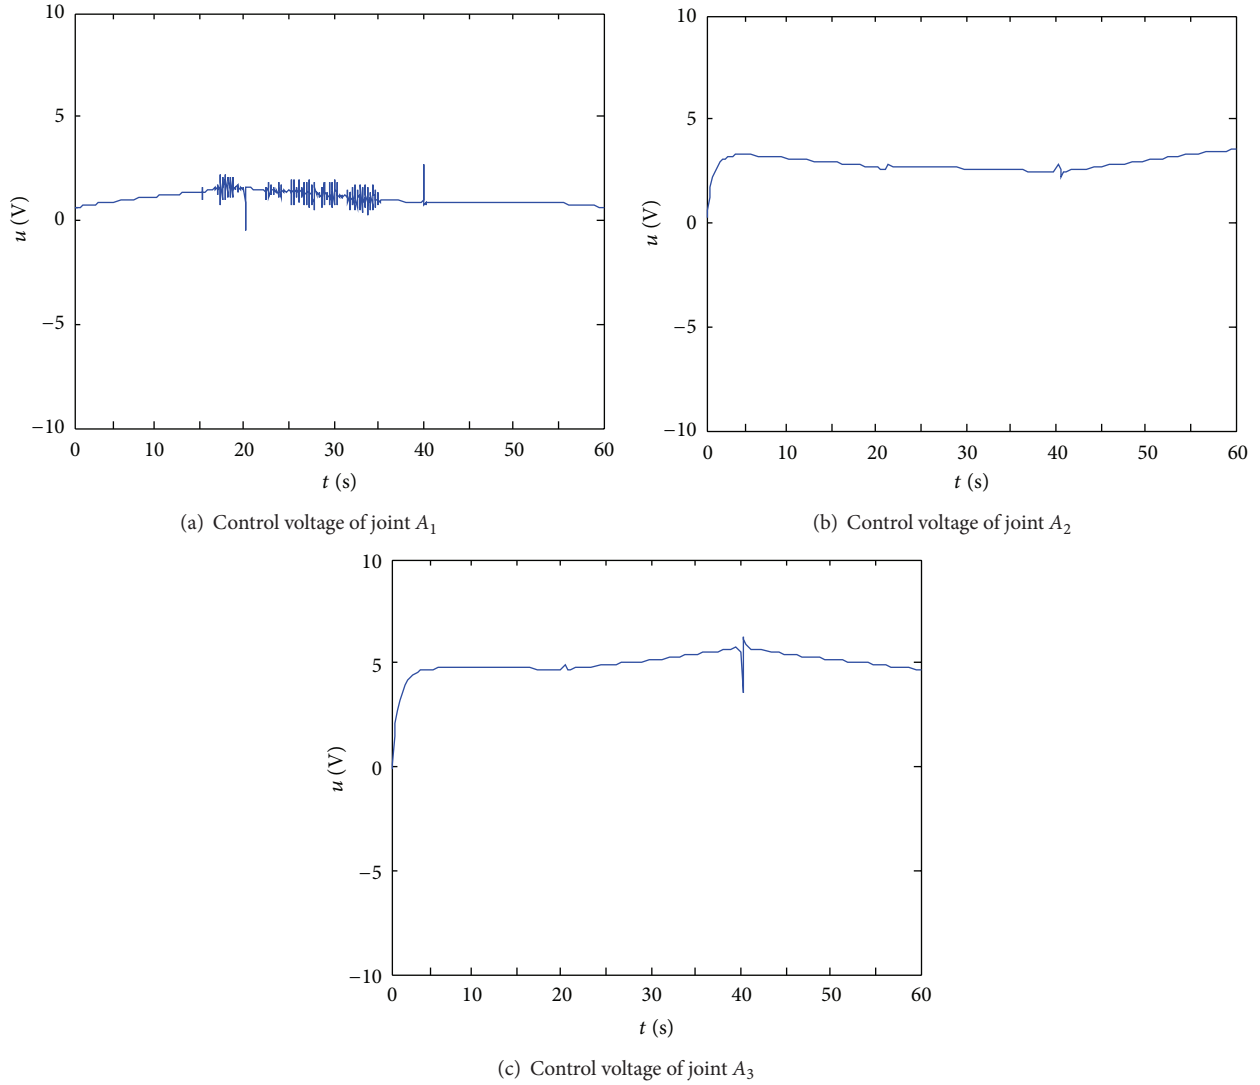 10
5
0
−5
−10
u (V)
0 10 20 30 40 50 60
t (s)
(a) Control voltage of joint A1
10
5
0
−5
−10
u (V)
0 10 20 30 40 50 60
t (s)
(b) Control voltage of joint A2
10
5
0
−5
−10
u (V)
0 10 20 30 40 50 60
t (s)
(c) Control voltage of joint A3